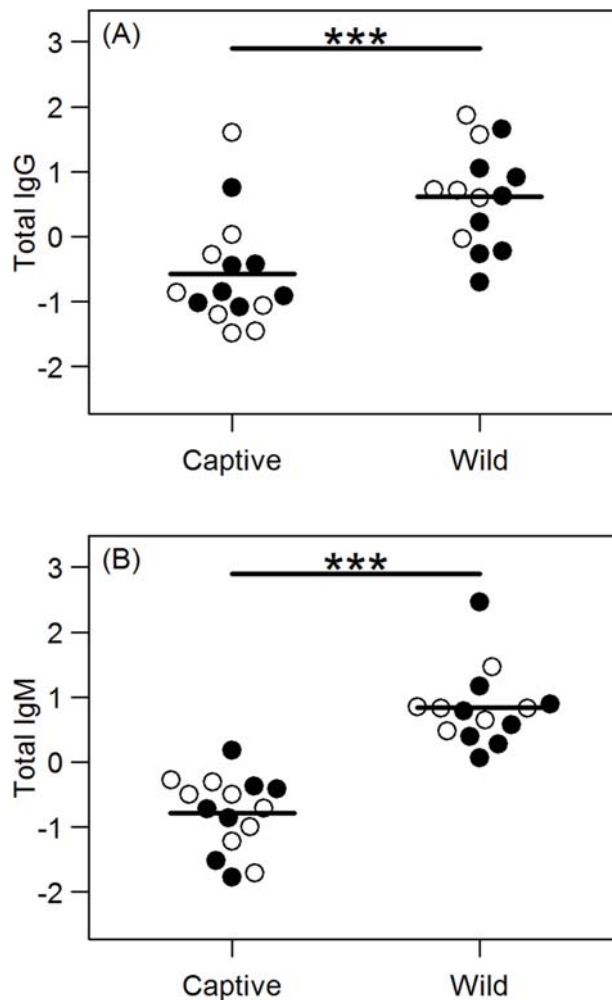 (A)
***
3
2
1
0
-1
-2
Total IgG
Captive Wild
(B)
***
3
2
1
0
-1
-2
Total IgM
Captive Wild